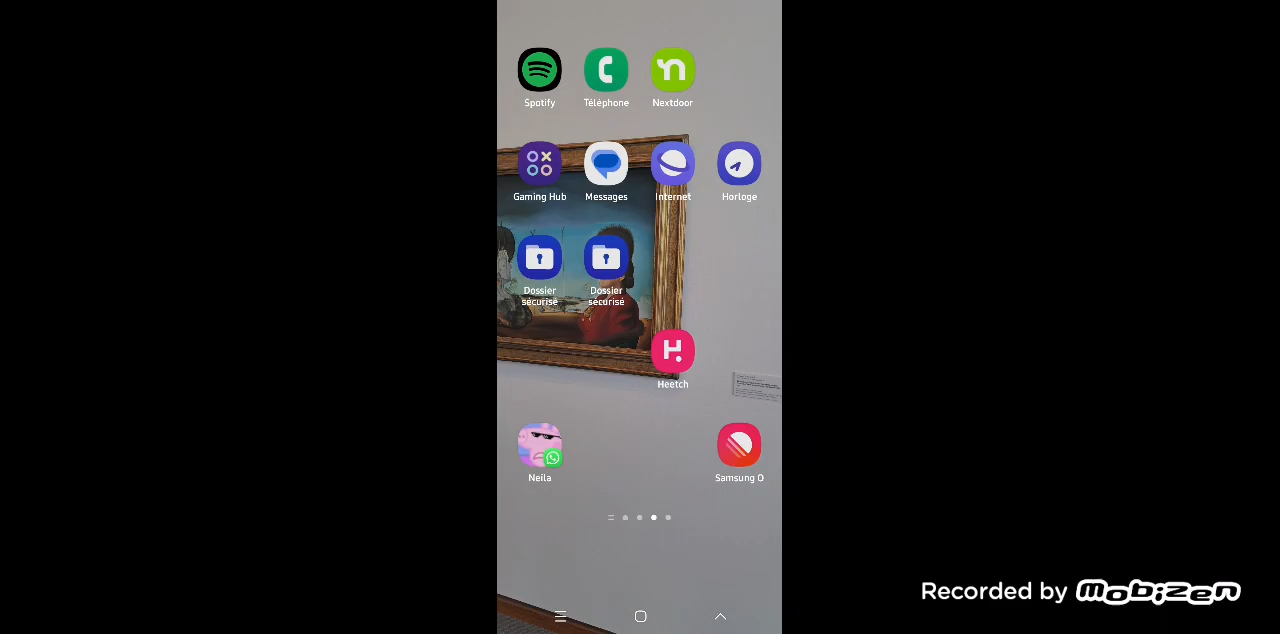 Spotify
Téléphone
Nextdoor
Gaming Hub
Messages
Internet
Horloge
Dossier
sécurisé
Dossier
sécurisé
H.
Heetch
Neila
Samsung O
Recorded by Mobizen